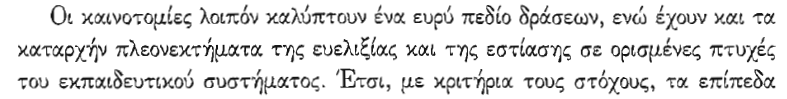 Οι καινοτομίες λοιπόν καλύπτουν ένα ευρύ πεδίο δράσεων, ενώ έχουν και τα
καταρχήν πλεονεκτήματα της ευελιξίας και της εστίασης σε ορισμένες πτυχές
του εκπαιδευτικού συστήματος. Έτσι, με κριτήρια τους στόχους, τα επίπεδα